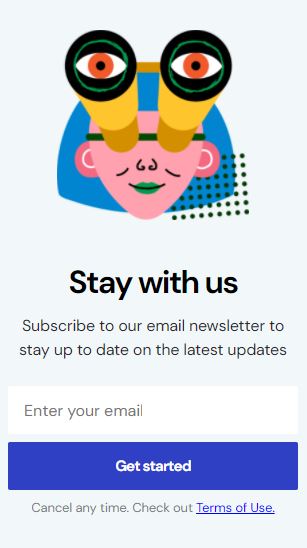 Stay with us
Subscribe to our email newsletter to
stay up to date on the latest updates
Enter your email
Get started
Cancel any time. Check out Terms of Use.